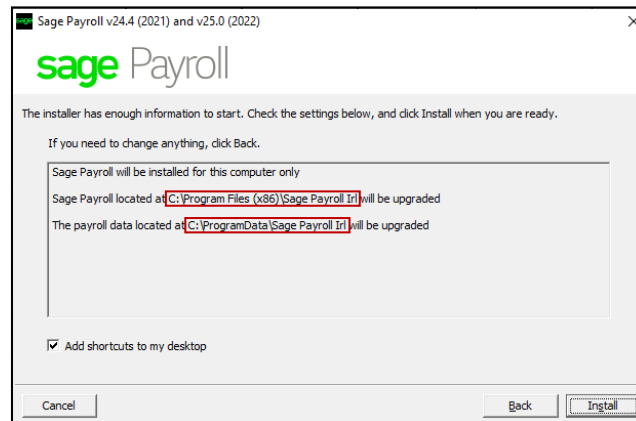 Sage Payroll v24.4 (2021) and v25.0 (2022)
sage Payroll
The installer has enough information to start. Check the settings below, and click Install when you are ready.
If you need to change anything, click Back.
Sage Payroll will be installed for this computer only
Sage Payroll located at C:\Program Files (x86)\Sage Payroll Irl will be upgraded
The payroll data located at C:\ProgramData\Sage Payroll Irl will be upgraded
Add shortcuts to my desktop
Cancel
Back
Install